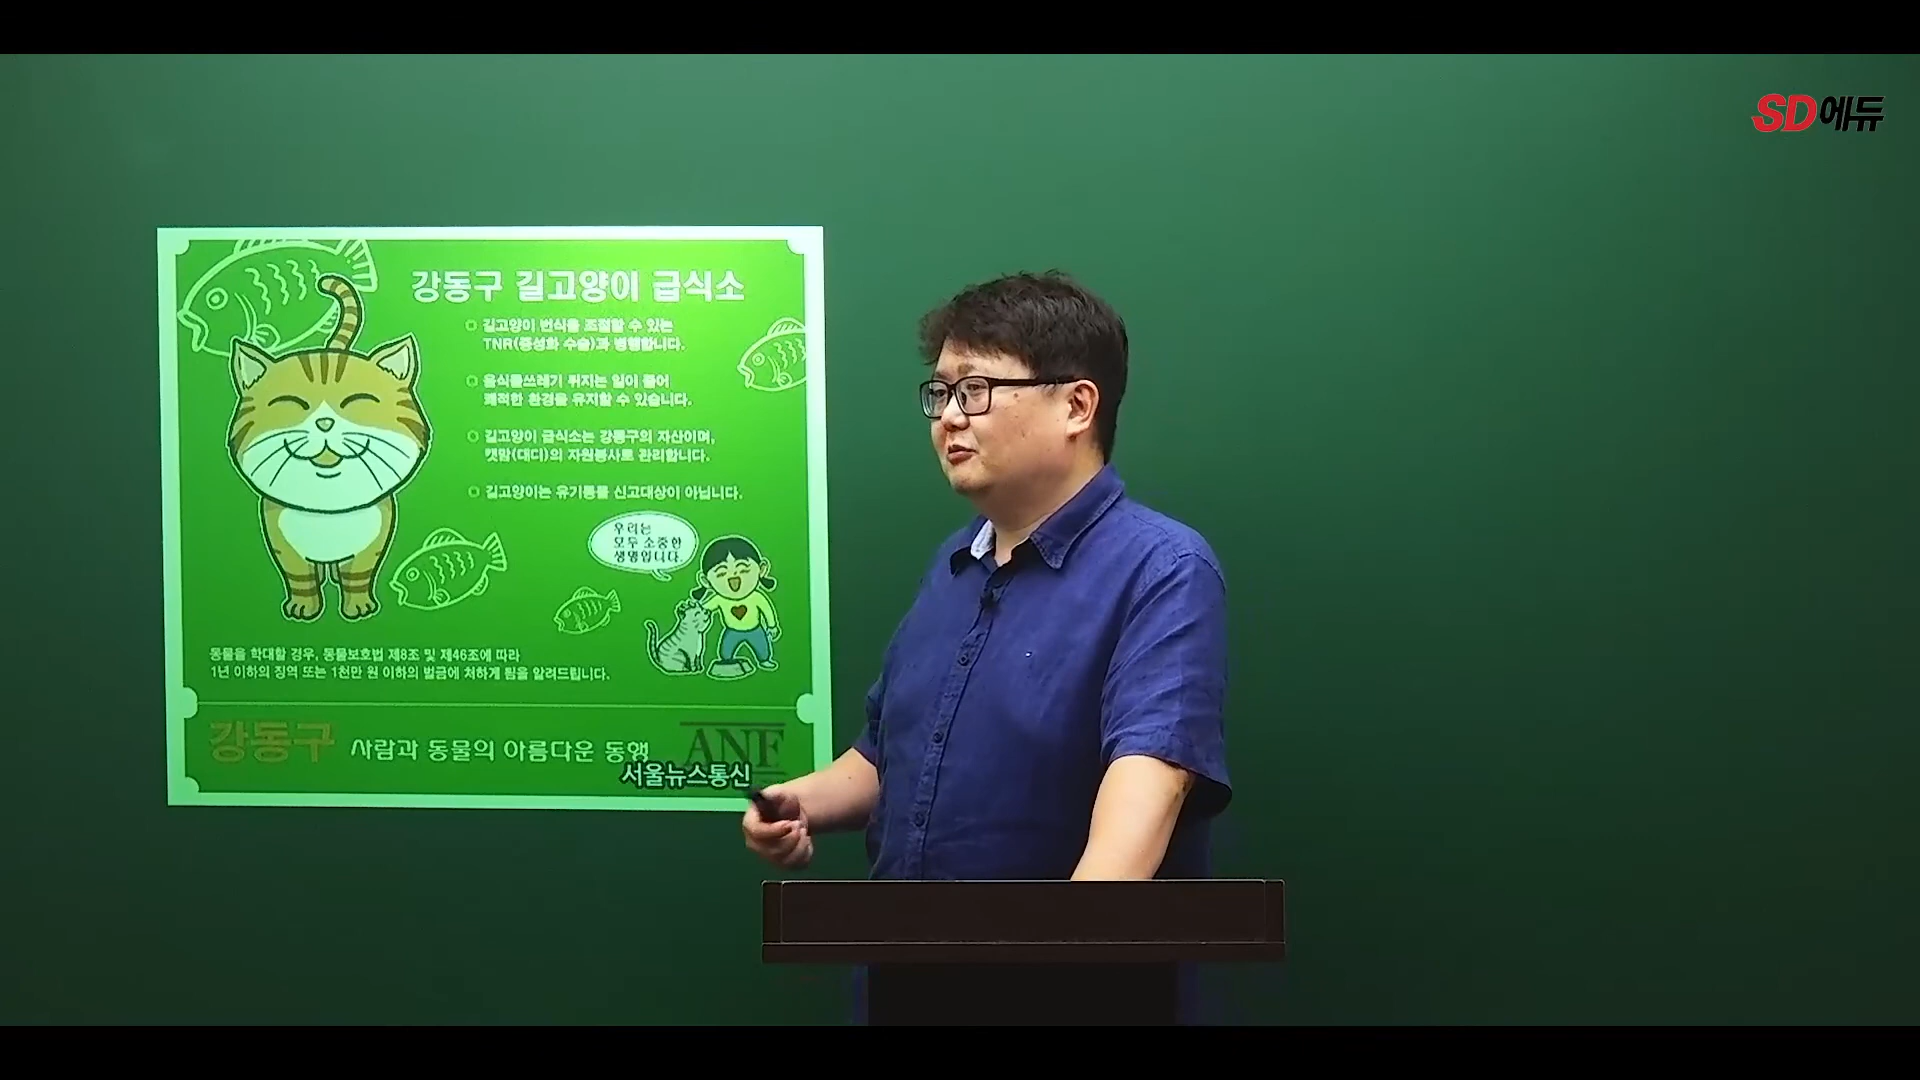 SD에듀
강동구 길고양이 급식소
길고양이 번식을 조절할 수 있는
TNR(중성화 수술)과 병행합니다.
음식물쓰레기 뒤지는 일이 줄어
쾌적한 환경을 유지할 수 있습니다.
길고양이 급식소는 강동구의 자산이며,
캣맘(대디)의 자원봉사로 관리합니다.
길고양이는 유기동물 신고대상이 아닙니다.
우리는
모두 소중한
생명입니다.
동물을 학대할 경우, 동물보호법 제8조 및 제46조에 따라
1년 이하의 징역 또는 1천만 원 이하의 벌금에 처하게 됨을 알려드립니다.
강동구 사람과 동물의 아름다운 동행 ANF
서울뉴스통신